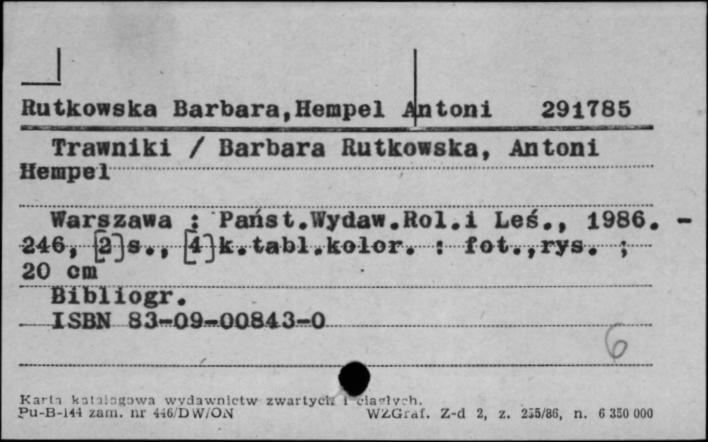 Rutkowska Barbara,Hempel Antoni 291785
Trawniki / Barbara Rutkowska, Antoni
Hempel
Warszawa : Państ.Wydaw.Rol.i Leś., 1986. -
246, [2]s., [4]k.tabl.kolor. : fot.,rys. ;
20 cm
Bibliogr.
ISBN 83-09-00843-0
6
Karta katalogowa wydawnictw zwartych i ciągłych.
Pu-B-144 zam. nr 446/DW/ON WZGraf. Z-d 2, z. 255/86, n. 6 350 000